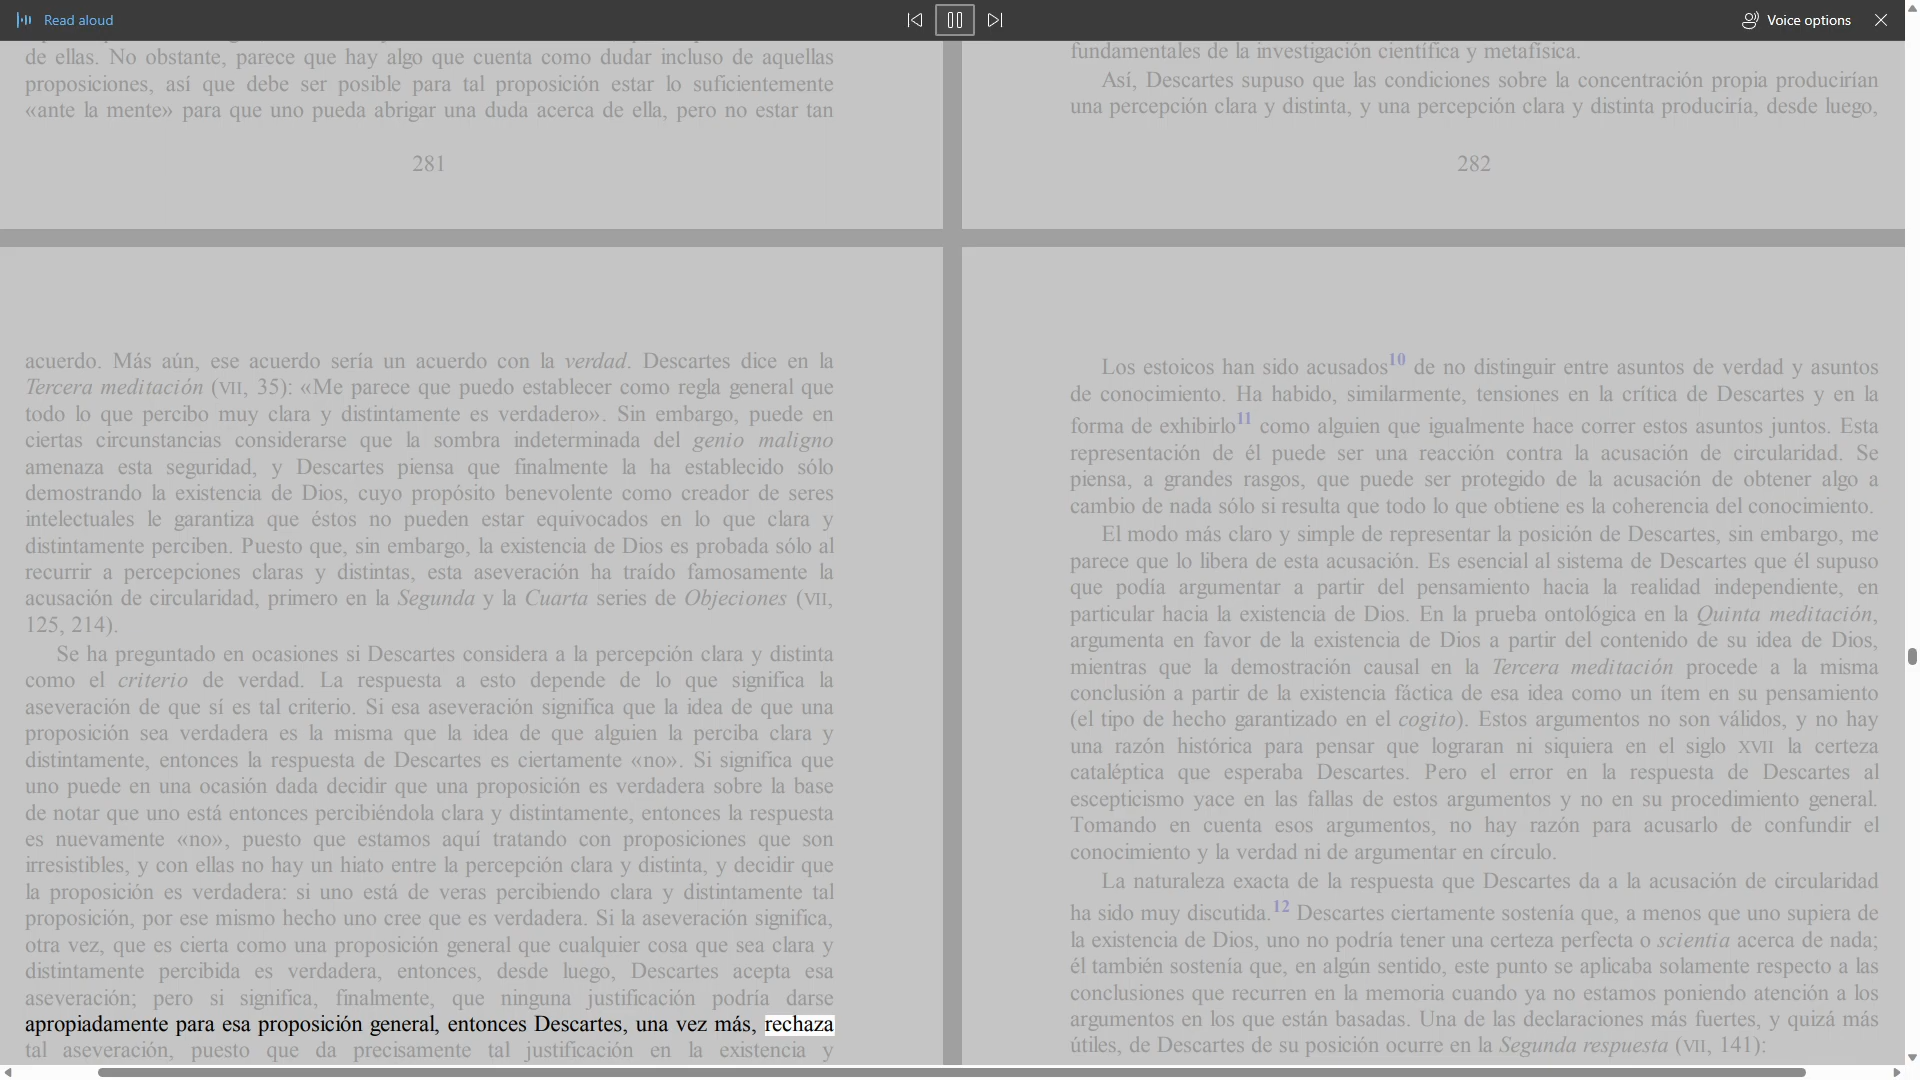 Read aloud
Voice options
de ellas. No obstante, parece que hay algo que cuenta como dudar incluso de aquellas
proposiciones, así que debe ser posible para tal proposición estar lo suficientemente
«ante la mente» para que uno pueda abrigar una duda acerca de ella, pero no estar tan
281
fundamentales de la investigación científica y metafísica.
Así, Descartes supuso que las condiciones sobre la concentración propia producirían
una percepción clara y distinta, y una percepción clara y distinta produciría, desde luego,
282
acuerdo. Más aún, ese acuerdo sería un acuerdo con la verdad. Descartes dice en la
Tercera meditación (VII, 35): «Me parece que puedo establecer como regla general que
todo lo que percibo muy clara y distintamente es verdadero». Sin embargo, puede en
ciertas circunstancias considerarse que la sombra indeterminada del genio maligno
amenaza esta seguridad, y Descartes piensa que finalmente la ha establecido sólo
demostrando la existencia de Dios, cuyo propósito benevolente como creador de seres
intelectuales le garantiza que éstos no pueden estar equivocados en lo que clara y
distintamente perciben. Puesto que, sin embargo, la existencia de Dios es probada sólo al
recurrir a percepciones claras y distintas, esta aseveración ha traído famosamente la
acusación de circularidad, primero en la Segunda y la Cuarta series de Objeciones (VII,
125, 214).
Se ha preguntado en ocasiones si Descartes considera a la percepción clara y distinta
como el criterio de verdad. La respuesta a esto depende de lo que significa la
aseveración de que sí es tal criterio. Si esa aseveración significa que la idea de que una
proposición sea verdadera es la misma que la idea de que alguien la perciba clara y
distintamente, entonces la respuesta de Descartes es ciertamente «no». Si significa que
uno puede en una ocasión dada decidir que una proposición es verdadera sobre la base
de notar que uno está entonces percibiéndola clara y distintamente, entonces la respuesta
es nuevamente «no», puesto que estamos aquí tratando con proposiciones que son
irresistibles, y con ellas no hay un hiato entre la percepción clara y distinta, y decidir que
la proposición es verdadera: si uno está de veras percibiendo clara y distintamente tal
proposición, por ese mismo hecho uno cree que es verdadera. Si la aseveración significa,
otra vez, que es cierta como una proposición general que cualquier cosa que sea clara y
distintamente percibida es verdadera, entonces, desde luego, Descartes acepta esa
aseveración; pero si significa, finalmente, que ninguna justificación podría darse
apropiadamente para esa proposición general, entonces Descartes, una vez más, rechaza
tal aseveración, puesto que da precisamente tal justificación en la existencia y
Los estoicos han sido acusados10 de no distinguir entre asuntos de verdad y asuntos
de conocimiento. Ha habido, similarmente, tensiones en la crítica de Descartes y en la
forma de exhibirlo11 como alguien que igualmente hace correr estos asuntos juntos. Esta
representación de él puede ser una reacción contra la acusación de circularidad. Se
piensa, a grandes rasgos, que puede ser protegido de la acusación de obtener algo a
cambio de nada sólo si resulta que todo lo que obtiene es la coherencia del conocimiento.
El modo más claro y simple de representar la posición de Descartes, sin embargo, me
parece que lo libera de esta acusación. Es esencial al sistema de Descartes que él supuso
que podía argumentar a partir del pensamiento hacia la realidad independiente, en
particular hacia la existencia de Dios. En la prueba ontológica en la Quinta meditación,
argumenta en favor de la existencia de Dios a partir del contenido de su idea de Dios,
mientras que la demostración causal en la Tercera meditación procede a la misma
conclusión a partir de la existencia fáctica de esa idea como un ítem en su pensamiento
(el tipo de hecho garantizado en el cogito). Estos argumentos no son válidos, y no hay
una razón histórica para pensar que lograran ni siquiera en el siglo XVII la certeza
cataléptica que esperaba Descartes. Pero el error en la respuesta de Descartes al
escepticismo yace en las fallas de estos argumentos y no en su procedimiento general.
Tomando en cuenta esos argumentos, no hay razón para acusarlo de confundir el
conocimiento y la verdad ni de argumentar en círculo.
La naturaleza exacta de la respuesta que Descartes da a la acusación de circularidad
ha sido muy discutida.12 Descartes ciertamente sostenía que, a menos que uno supiera de
la existencia de Dios, uno no podría tener una certeza perfecta o scientia acerca de nada;
él también sostenía que, en algún sentido, este punto se aplicaba solamente respecto a las
conclusiones que recurren en la memoria cuando ya no estamos poniendo atención a los
argumentos en los que están basadas. Una de las declaraciones más fuertes, y quizá más
útiles, de Descartes de su posición ocurre en la Segunda respuesta (VII, 141):